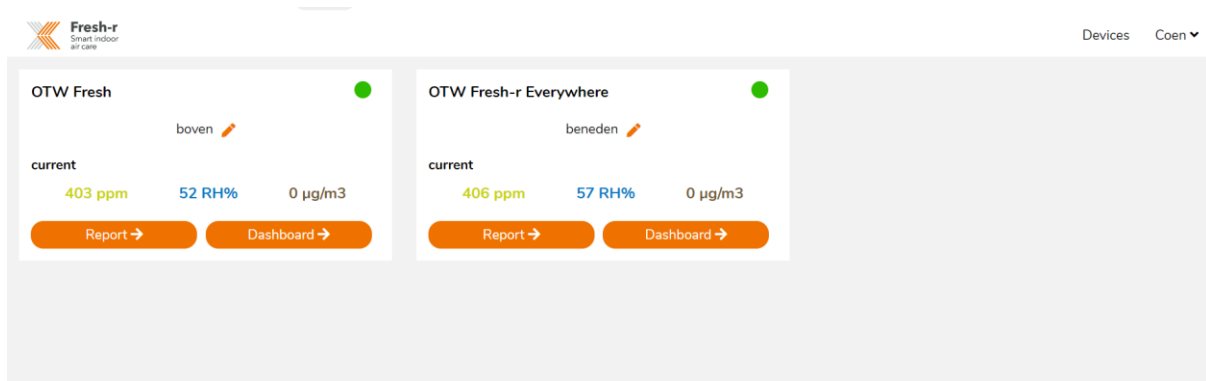 Fresh-r
Smart indoor
air care
Devices Coen
OTW Fresh
boven
current
403 ppm 52 RH% 0 µg/m3
Report Dashboard
OTW Fresh-r Everywhere
beneden
current
406 ppm 57 RH% 0 µg/m3
Report Dashboard